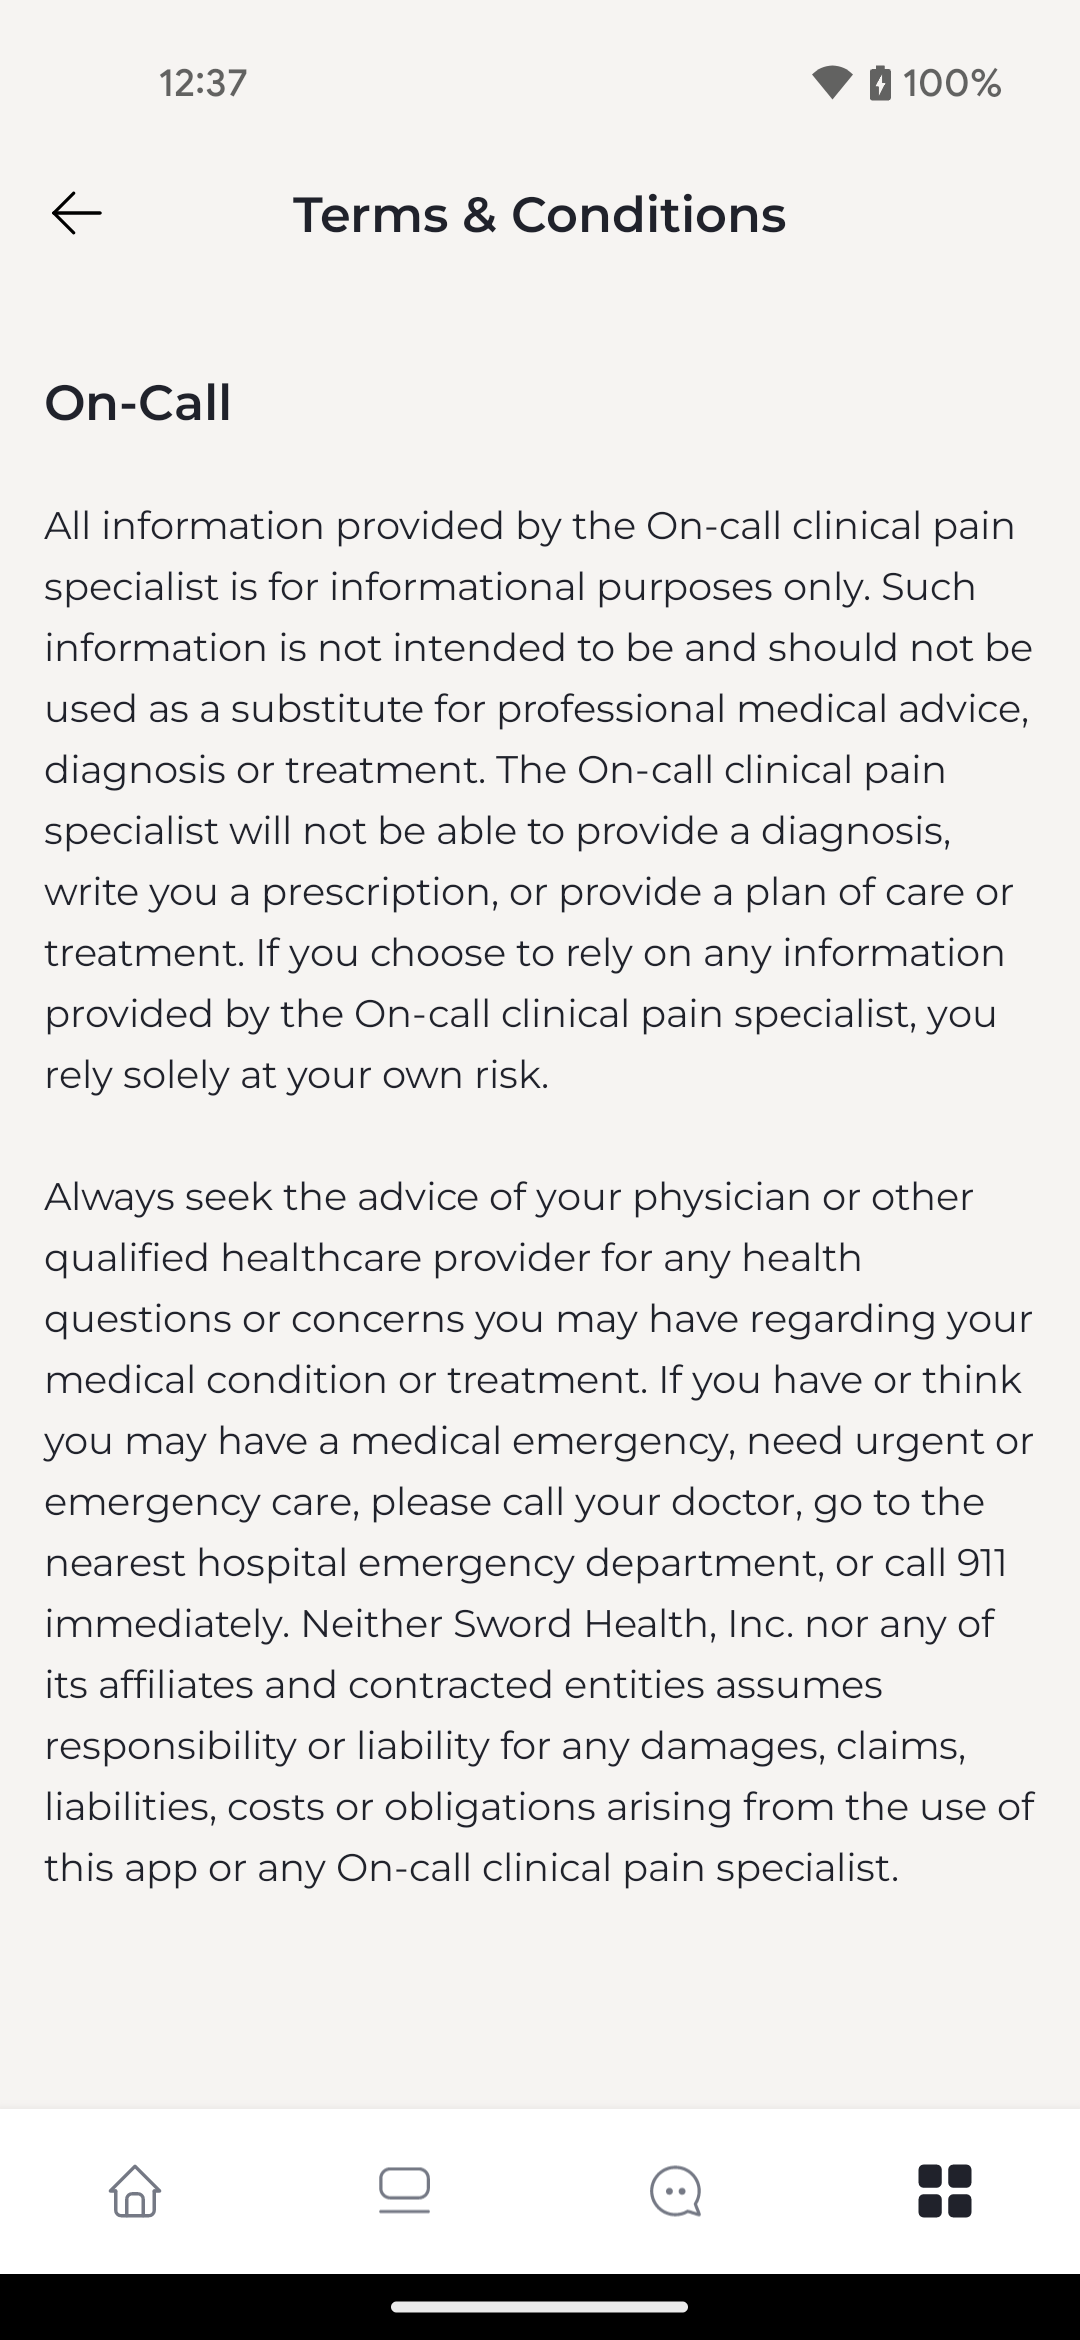 12:37
100%
Terms & Conditions
On-Call
All information provided by the On-call clinical pain
specialist is for informational purposes only. Such
information is not intended to be and should not be
used as a substitute for professional medical advice,
diagnosis or treatment. The On-call clinical pain
specialist will not be able to provide a diagnosis,
write you a prescription, or provide a plan of care or
treatment. If you choose to rely on any information
provided by the On-call clinical pain specialist, you
rely solely at your own risk.
Always seek the advice of your physician or other
qualified healthcare provider for any health
questions or concerns you may have regarding your
medical condition or treatment. If you have or think
you may have a medical emergency, need urgent or
emergency care, please call your doctor, go to the
nearest hospital emergency department, or call 911
immediately. Neither Sword Health, Inc. nor any of
its affiliates and contracted entities assumes
responsibility or liability for any damages, claims,
liabilities, costs or obligations arising from the use of
this app or any On-call clinical pain specialist.